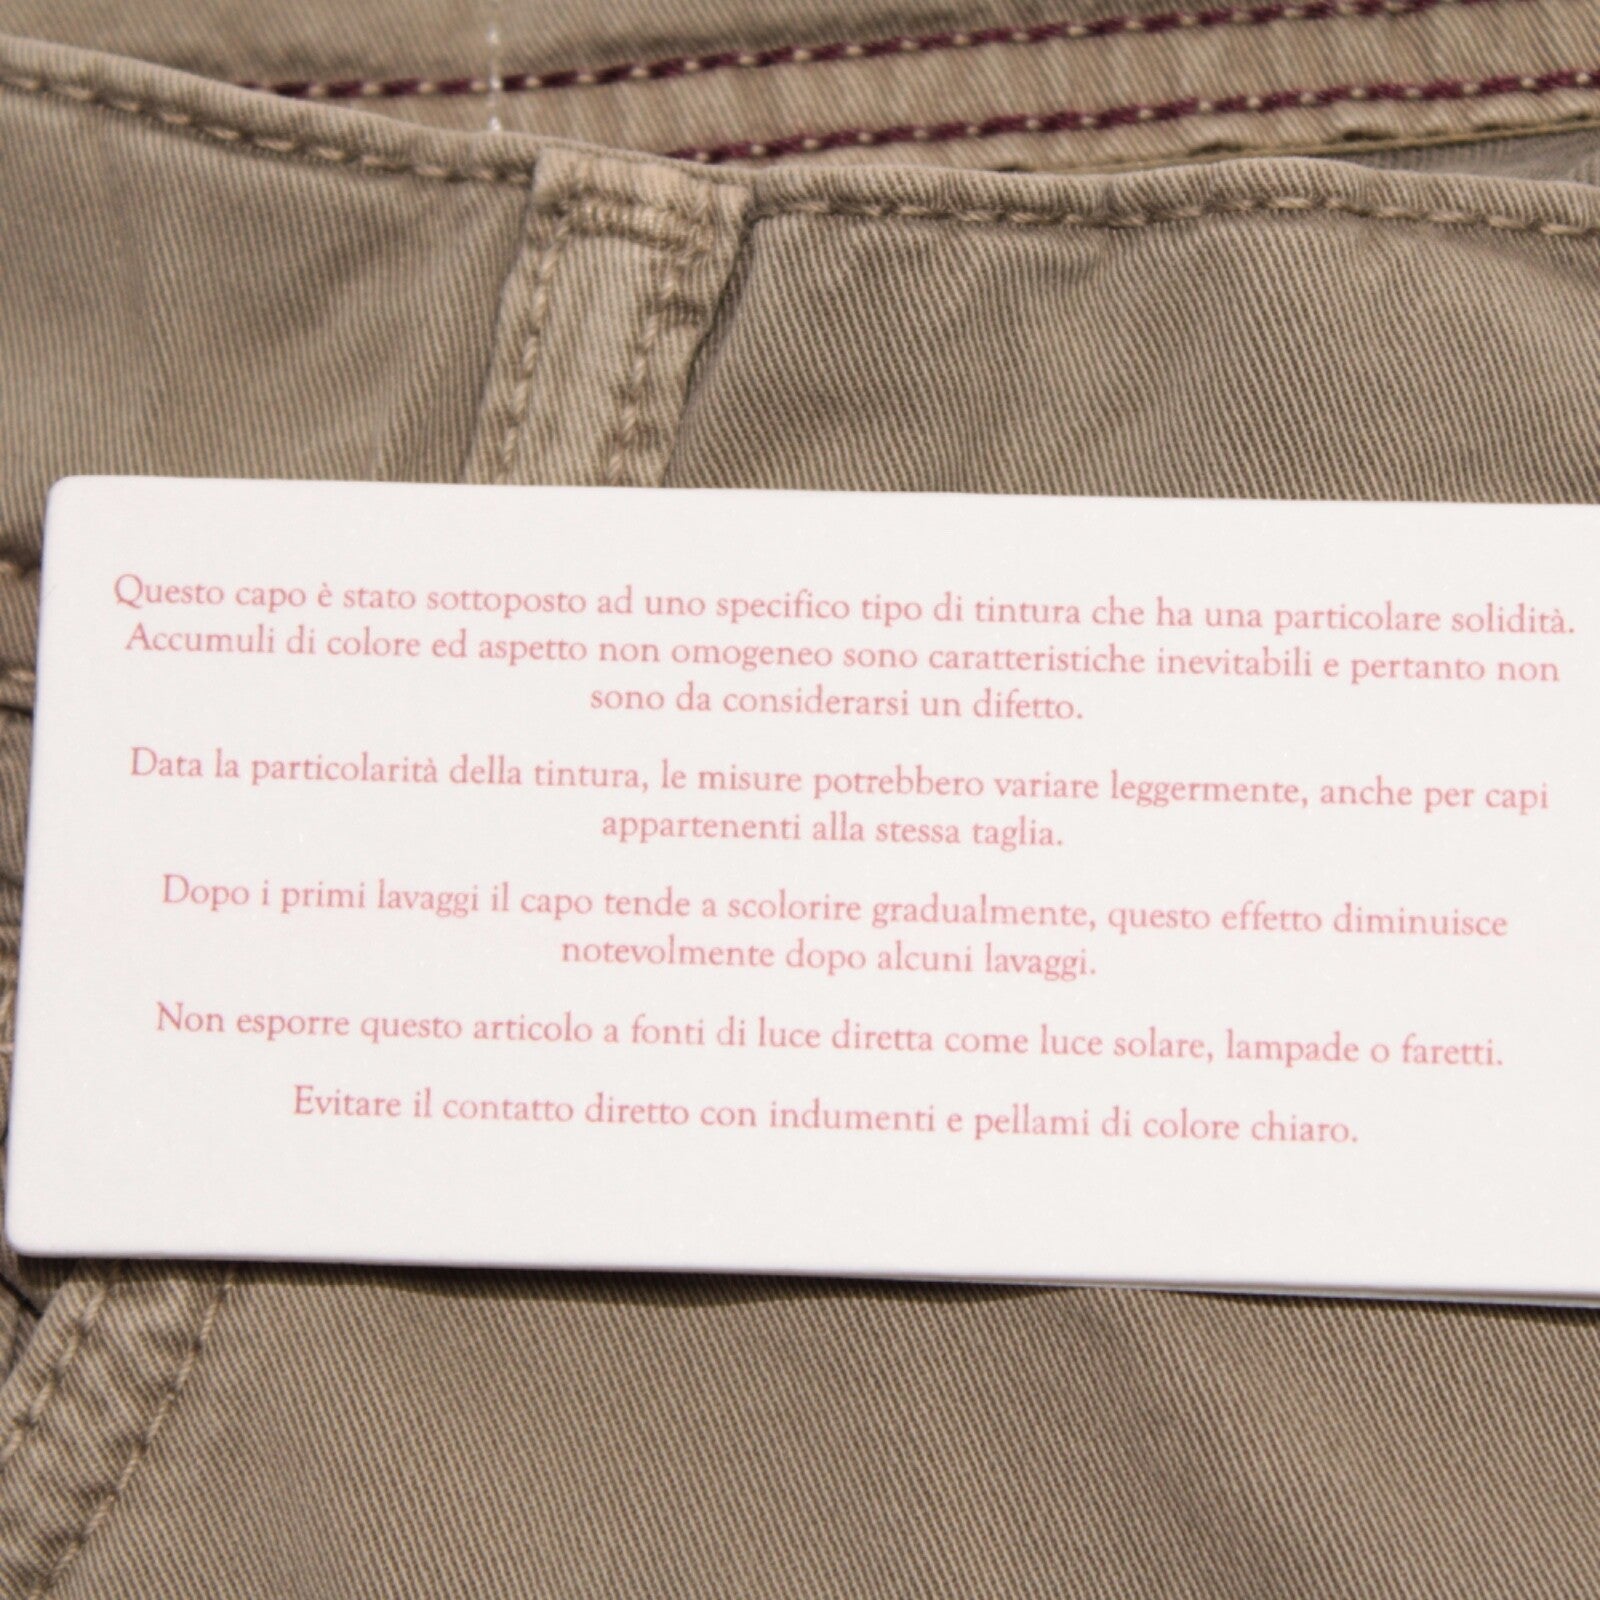 Questo capo è stato sottoposto ad uno specifico tipo di tintura che ha una particolare solidità.
Accumuli di colore ed aspetto non omogeneo sono caratteristiche inevitabili e pertanto non
sono da considerarsi un difetto.
Data la particolarità della tintura, le misure potrebbero variare leggermente, anche per capi
appartenenti alla stessa taglia.
Dopo i primi lavaggi il capo tende a scolorire gradualmente, questo effetto diminuisce
notevolmente dopo alcuni lavaggi.
Non esporre questo articolo a fonti di luce diretta come luce solare, lampade o faretti.
Evitare il contatto diretto con indumenti e pellami di colore chiaro.